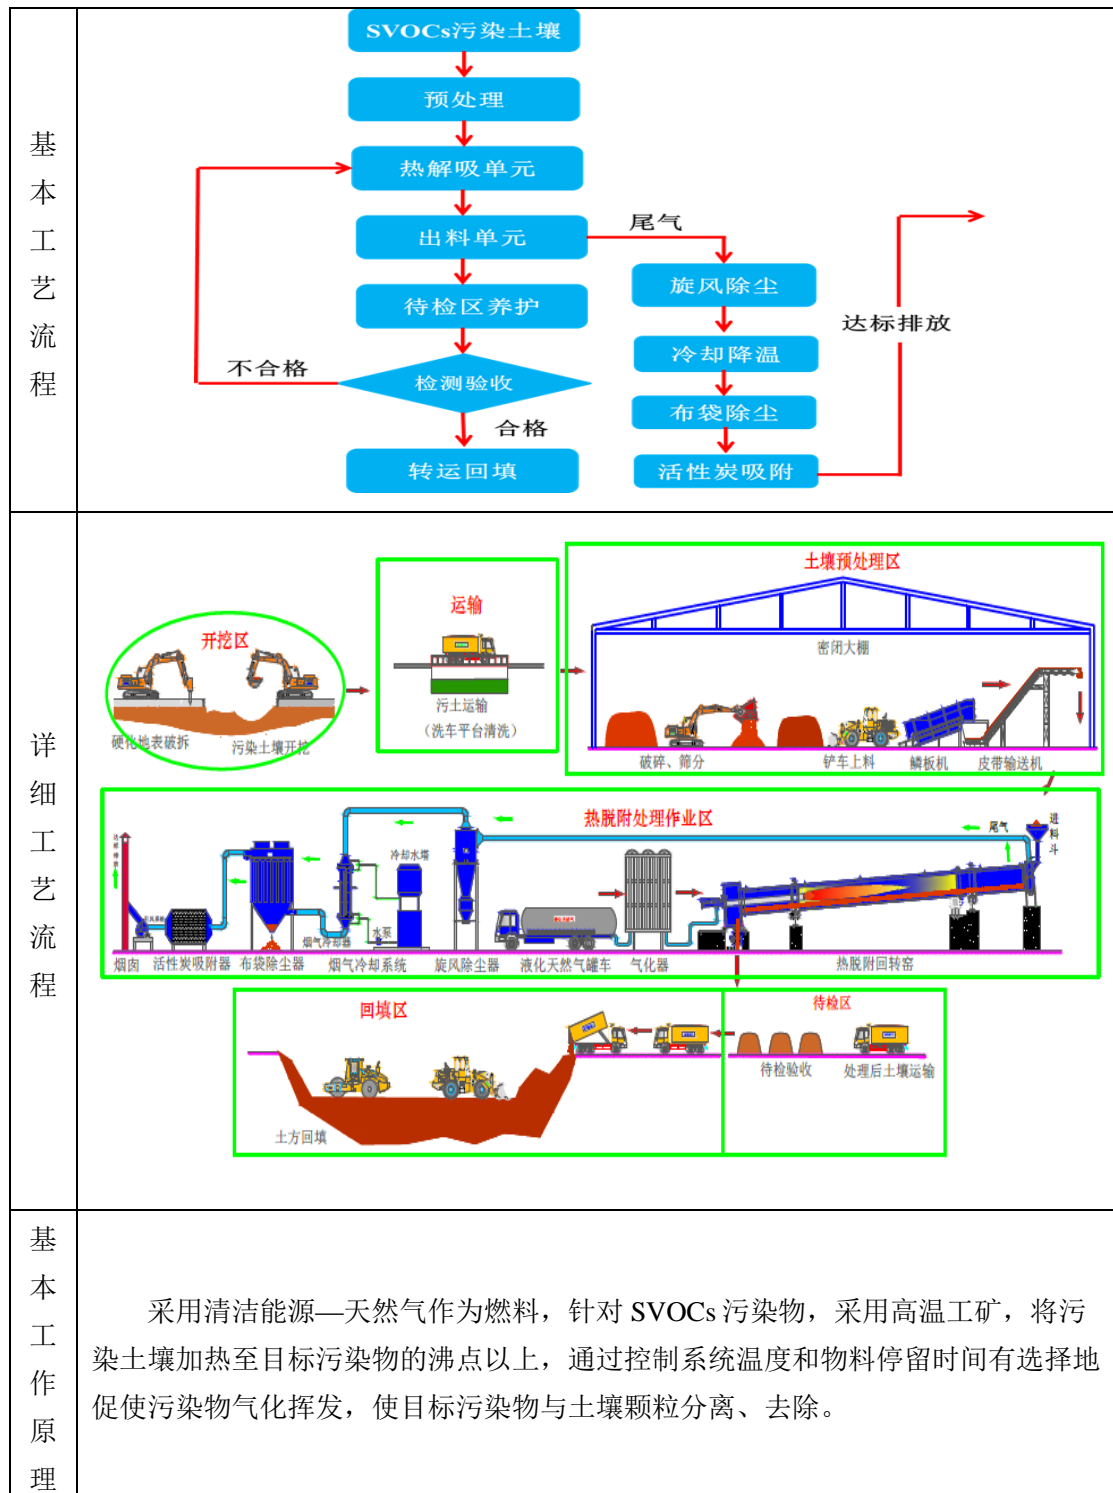 基本工艺流程
SVOCs污染土壤
预处理
热解吸单元
出料单元
尾气
待检区养护
旋风除尘
冷却降温
布袋除尘
活性炭吸附
达标排放
不合格
检测验收
合格
转运回填
详细工艺流程
开挖区
硬化地表破拆
污染土壤开挖
运输
污土运输
（洗车平台清洗）
土壤预处理区
密闭大棚
破碎、筛分
铲车上料
鳞板机
皮带输送机
热脱附处理作业区
尾气
进料斗
冷却水塔
水泵
烟气冷却器
烟囱
活性炭吸附器
布袋除尘器
烟气冷却系统
旋风除尘器
液化天然气罐车
气化器
热脱附回转窑
回填区
土方回填
待检区
待检验收
处理后土壤运输
基本工作原理
采用清洁能源—天然气作为燃料，针对 SVOCs 污染物，采用高温工矿，将污
染土壤加热至目标污染物的沸点以上，通过控制系统温度和物料停留时间有选择地
促使污染物气化挥发，使目标污染物与土壤颗粒分离、去除。